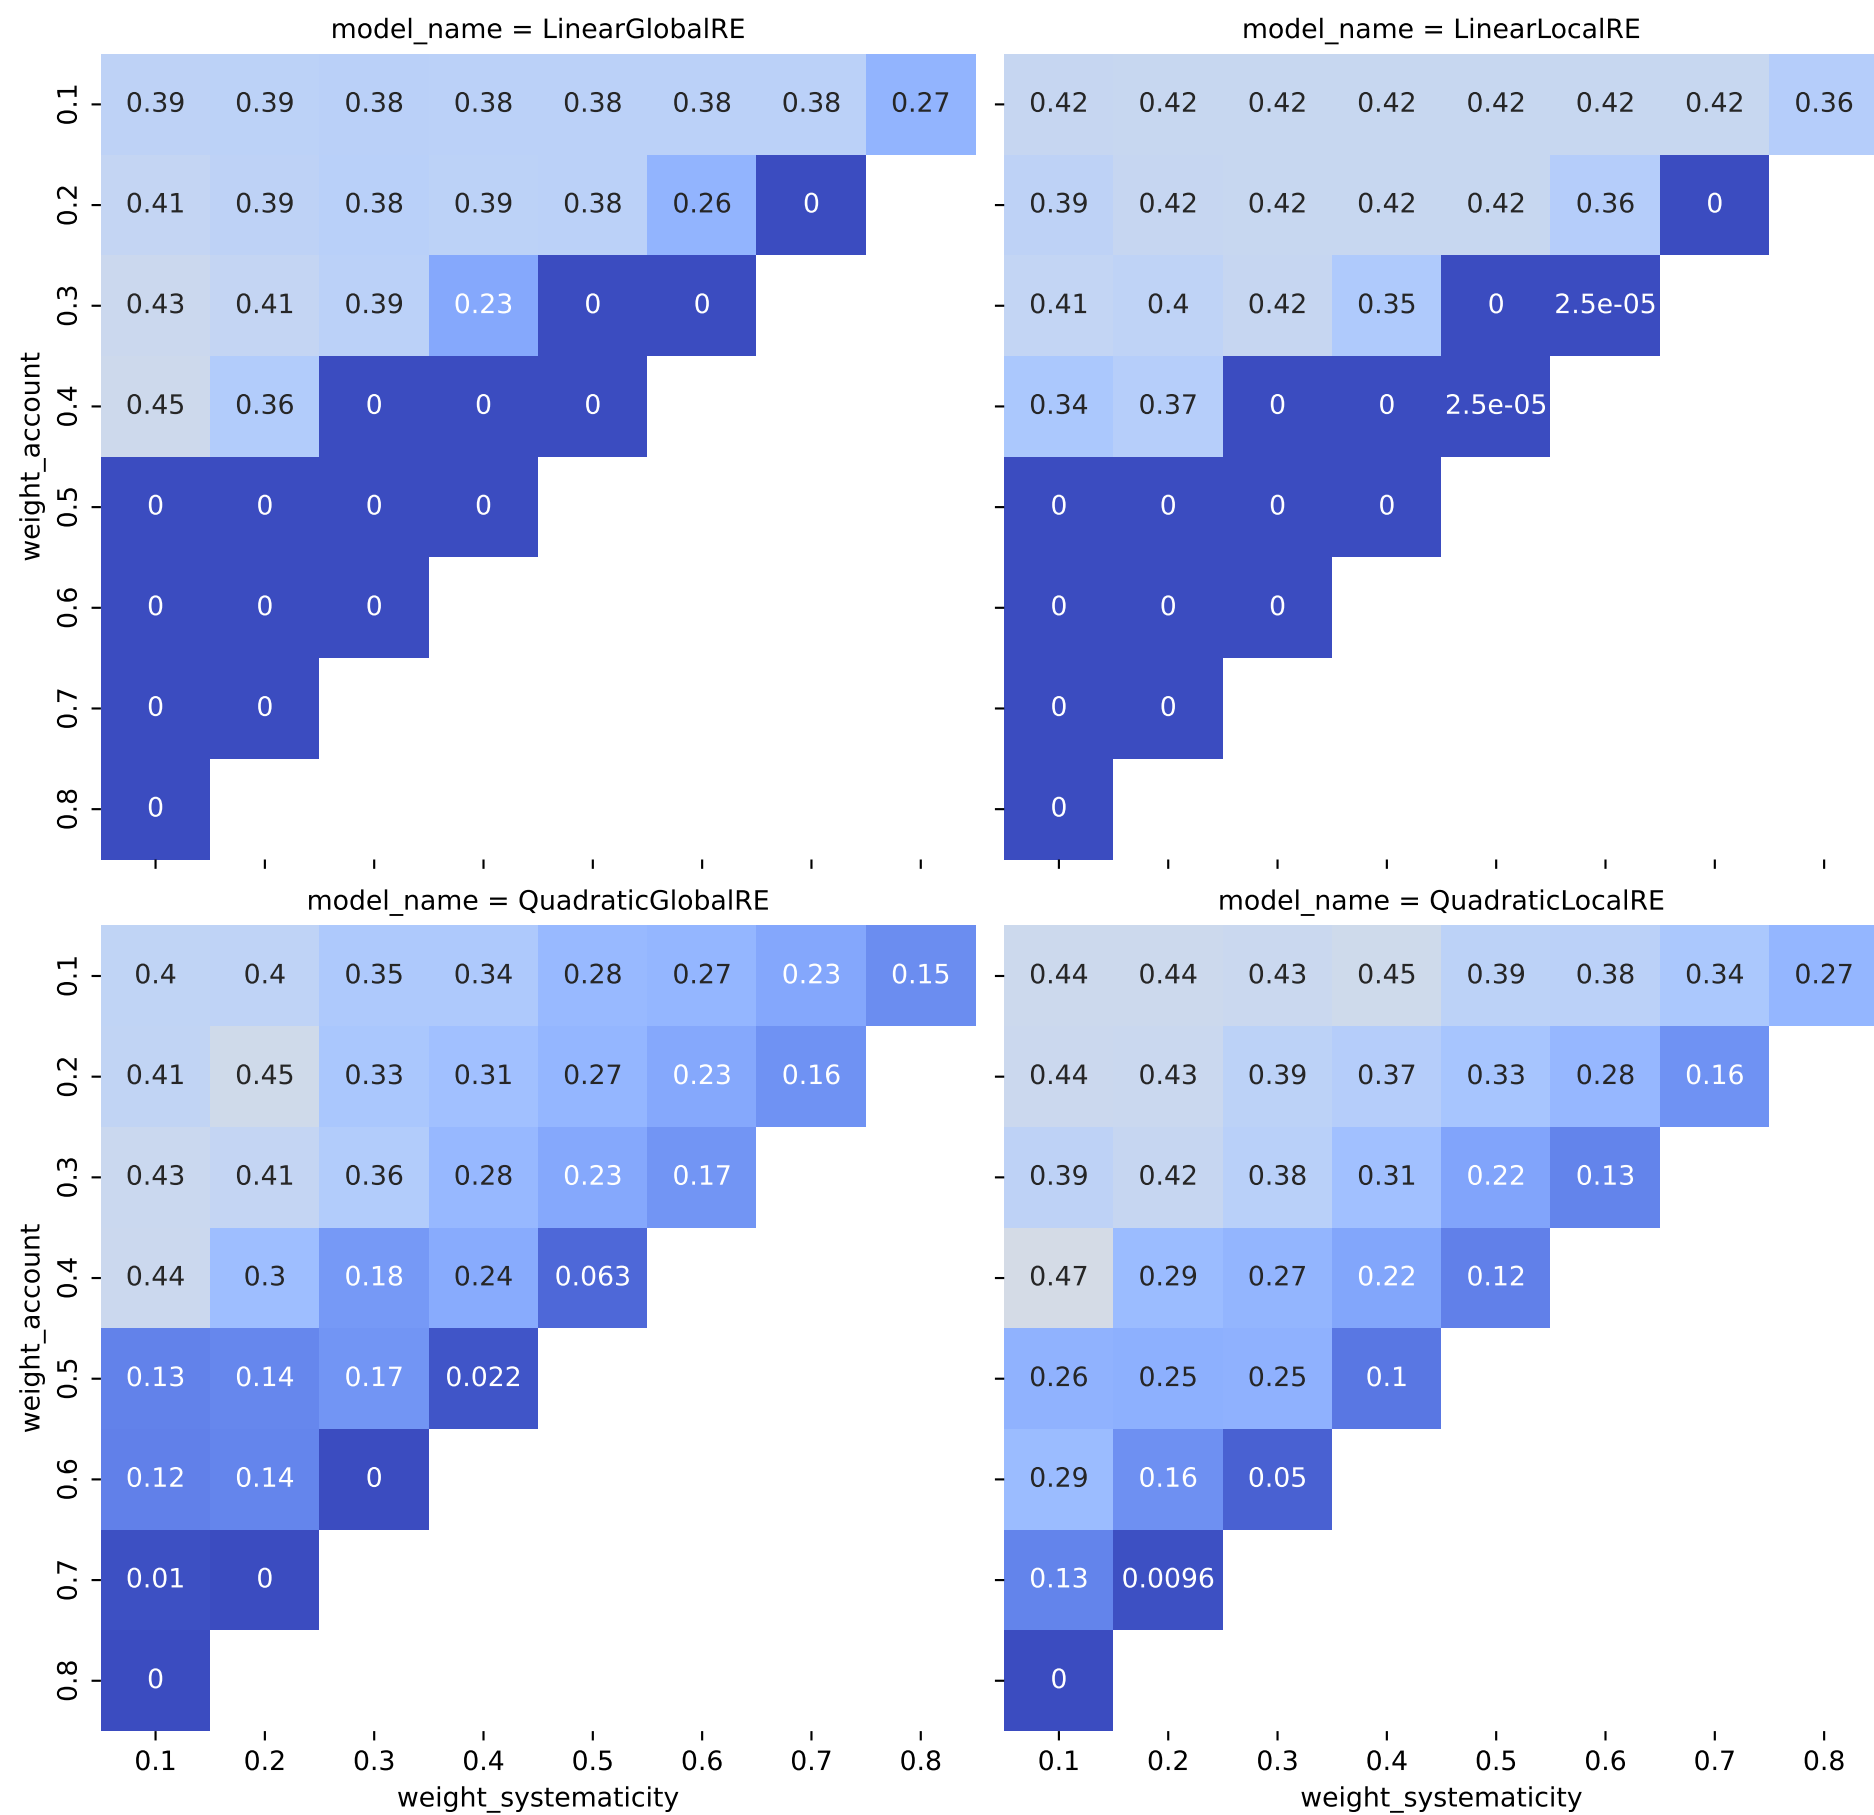 model_name = LinearGlobalRE
model_name = LinearLocalRE
weight_account
0.1 0.39 0.39 0.38 0.38 0.38 0.38 0.38 0.27
0.2 0.41 0.39 0.38 0.39 0.38 0.26 0
0.3 0.43 0.41 0.39 0.23 0 0
0.4 0.45 0.36 0 0 0
0.5 0 0 0 0
0.6 0 0 0
0.7 0 0
0.8 0
0.42 0.42 0.42 0.42 0.42 0.42 0.42 0.36
0.39 0.42 0.42 0.42 0.42 0.36 0
0.41 0.4 0.42 0.35 0 2.5e-05
0.34 0.37 0 0 2.5e-05
0 0 0 0
0 0 0
0 0
0
model_name = QuadraticGlobalRE
model_name = QuadraticLocalRE
weight_account
0.1 0.4 0.4 0.35 0.34 0.28 0.27 0.23 0.15
0.2 0.41 0.45 0.33 0.31 0.27 0.23 0.16
0.3 0.43 0.41 0.36 0.28 0.23 0.17
0.4 0.44 0.3 0.18 0.24 0.063
0.5 0.13 0.14 0.17 0.022
0.6 0.12 0.14 0
0.7 0.01 0
0.8 0
0.1 0.2 0.3 0.4 0.5 0.6 0.7 0.8
weight_systematicity
0.44 0.44 0.43 0.45 0.39 0.38 0.34 0.27
0.44 0.43 0.39 0.37 0.33 0.28 0.16
0.39 0.42 0.38 0.31 0.22 0.13
0.47 0.29 0.27 0.22 0.12
0.26 0.25 0.25 0.1
0.29 0.16 0.05
0.13 0.0096
0
0.1 0.2 0.3 0.4 0.5 0.6 0.7 0.8
weight_systematicity